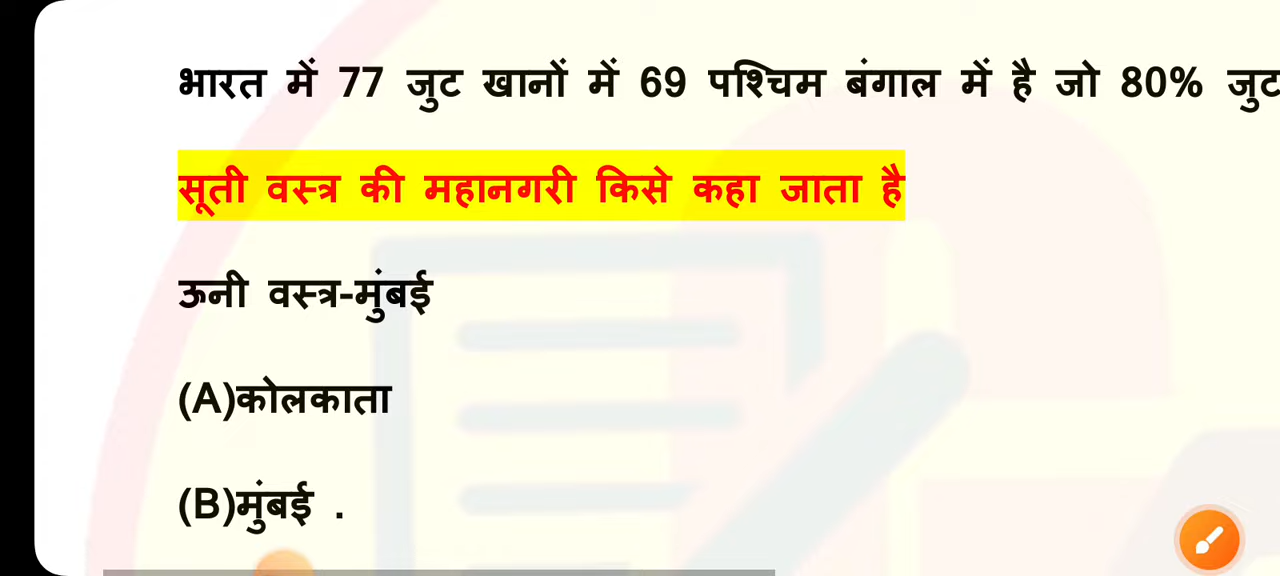 भारत में 77 जुट खानों में 69 पश्चिम बंगाल में है जो 80% जुट
सूती वस्त्र की महानगरी किसे कहा जाता है
ऊनी वस्त्र-मुंबई
(A)कोलकाता
(B)मुंबई .